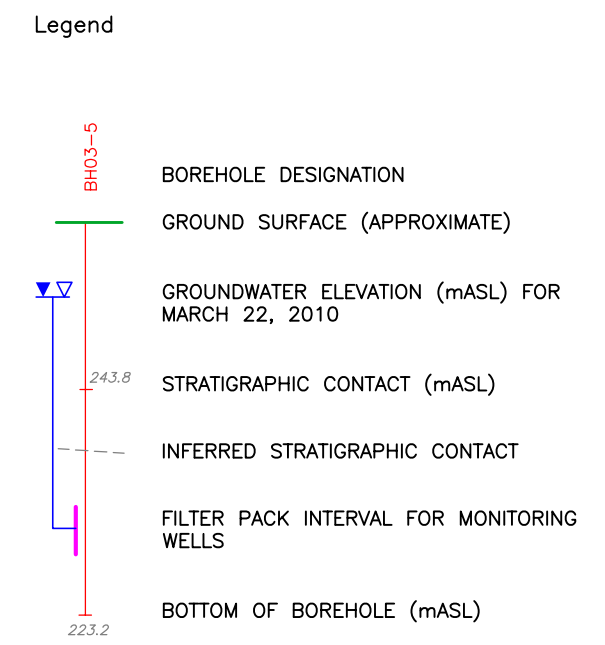 Legend
BH03-5
BOREHOLE DESIGNATION
GROUND SURFACE (APPROXIMATE)
GROUNDWATER ELEVATION (mASL) FOR
MARCH 22, 2010
243.8
STRATIGRAPHIC CONTACT (mASL)
INFERRED STRATIGRAPHIC CONTACT
FILTER PACK INTERVAL FOR MONITORING
WELLS
BOTTOM OF BOREHOLE (mASL)
223.2